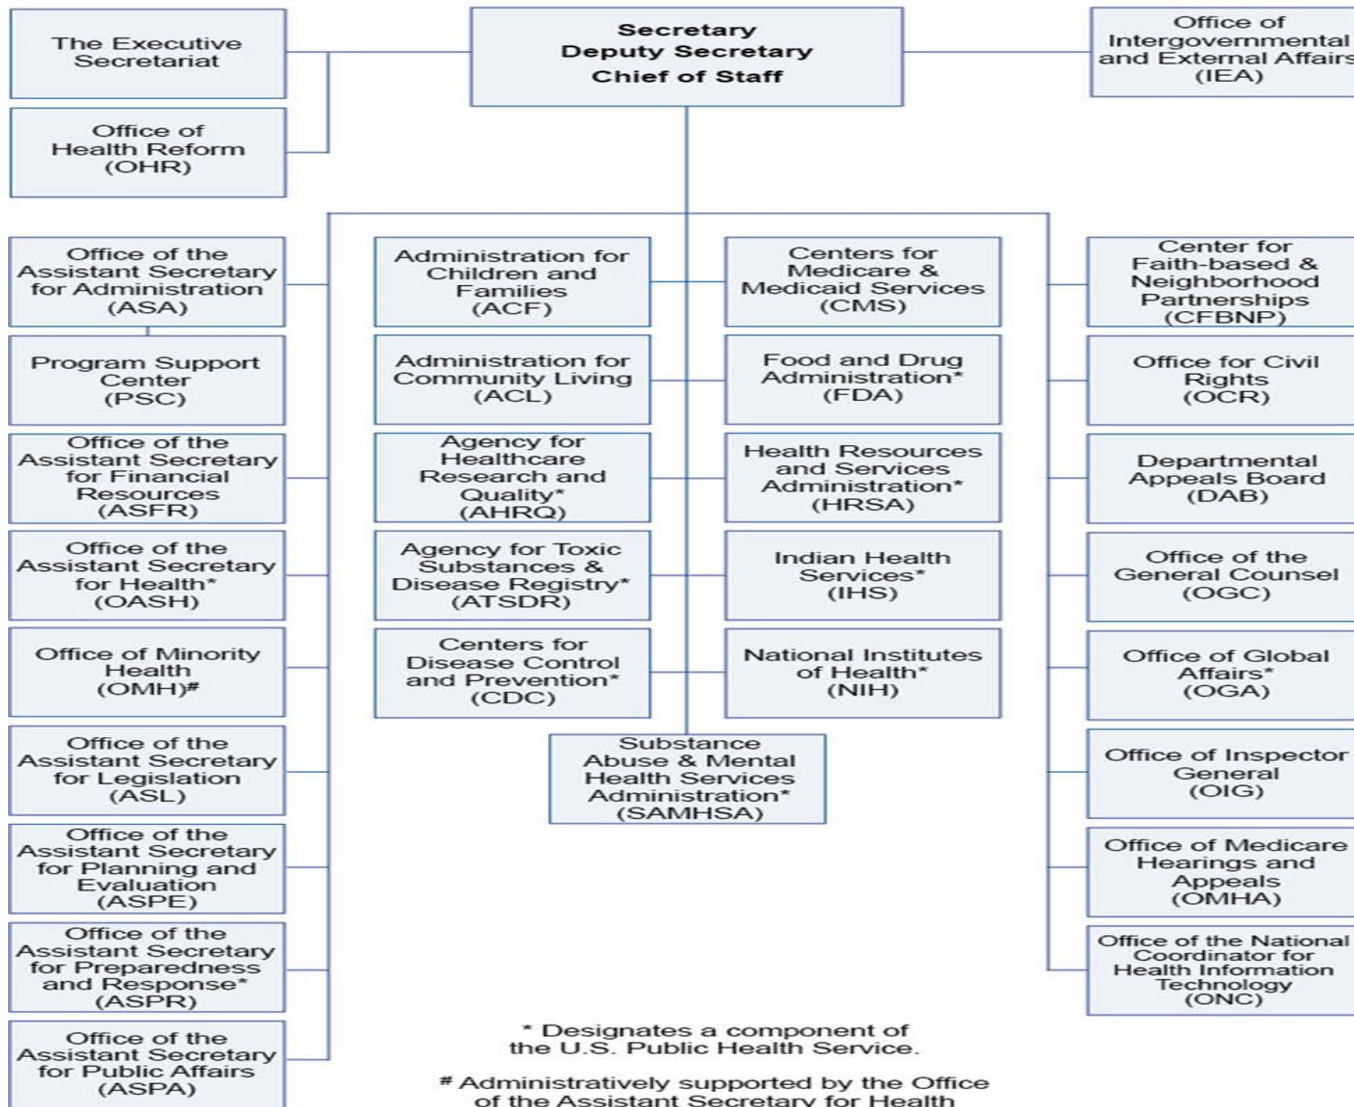 The Executive
Secretariat
Secretary
Deputy Secretary
Chief of Staff
Office of
Intergovernmental
and External Affairs
(IEA)
Office of
Health Reform
(OHR)
Office of the
Assistant Secretary
for Administration
(ASA)
Program Support
Center
(PSC)
Office of the
Assistant Secretary
for Financial
Resources
(ASFR)
Office of the
Assistant Secretary
for Health*
(OASH)
Office of Minority
Health
(OMH)#
Office of the
Assistant Secretary
for Legislation
(ASL)
Office of the
Assistant Secretary
for Planning and
Evaluation
(ASPE)
Office of the
Assistant Secretary
for Preparedness
and Response*
(ASPR)
Office of the
Assistant Secretary
for Public Affairs
(ASPA)
Administration for
Children and
Families
(ACF)
Administration for
Community Living
(ACL)
Agency for
Healthcare
Research and
Quality*
(AHRQ)
Agency for Toxic
Substances &
Disease Registry*
(ATSDR)
Centers for
Disease Control
and Prevention*
(CDC)
Centers for
Medicare &
Medicaid Services
(CMS)
Food and Drug
Administration*
(FDA)
Health Resources
and Services
Administration*
(HRSA)
Indian Health
Services*
(IHS)
National Institutes
of Health*
(NIH)
Substance
Abuse & Mental
Health Services
Administration*
(SAMHSA)
Center for
Faith-based &
Neighborhood
Partnerships
(CFBNP)
Office for Civil
Rights
(OCR)
Departmental
Appeals Board
(DAB)
Office of the
General Counsel
(OGC)
Office of Global
Affairs*
(OGA)
Office of Inspector
General
(OIG)
Office of Medicare
Hearings and
Appeals
(OMHA)
Office of the National
Coordinator for
Health Information
Technology
(ONC)
* Designates a component of
the U.S. Public Health Service.
# Administratively supported by the Office
of the Assistant Secretary for Health